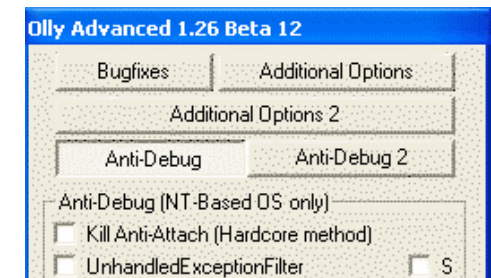 Olly Advanced 1.26 Beta 12
Bugfixes Additional Options
Additional Options 2
Anti-Debug Anti-Debug 2
Anti-Debug (NT-Based OS only)
Kill Anti-Attach (Hardcore method)
UnhandledExceptionFilter S